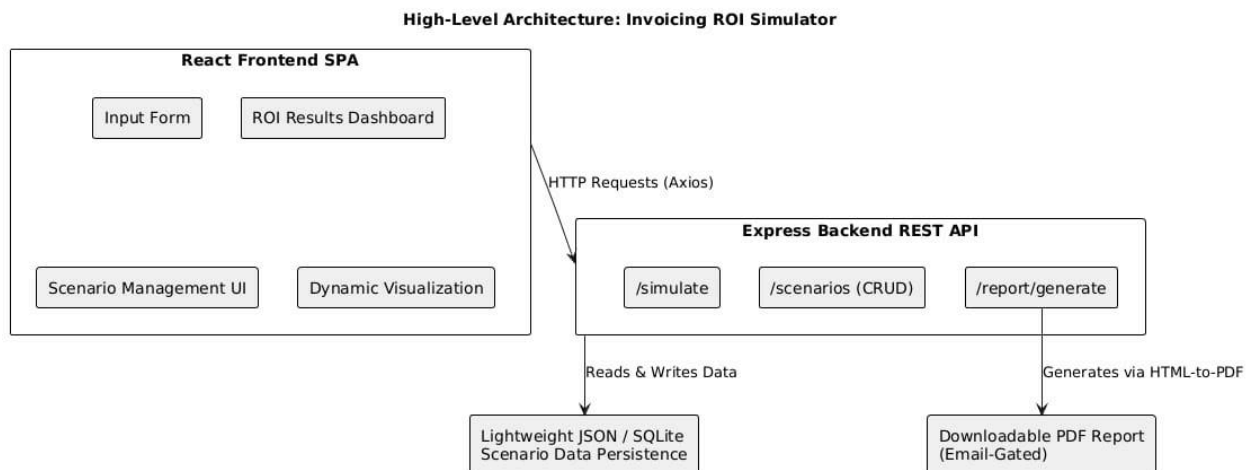 High-Level Architecture: Invoicing ROI Simulator
React Frontend SPA
Input Form
ROI Results Dashboard
Scenario Management UI
Dynamic Visualization
HTTP Requests (Axios)
Express Backend REST API
/simulate
/scenarios (CRUD)
/report/generate
Reads & Writes Data
Generates via HTML-to-PDF
Lightweight JSON / SQLite
Scenario Data Persistence
Downloadable PDF Report
(Email-Gated)